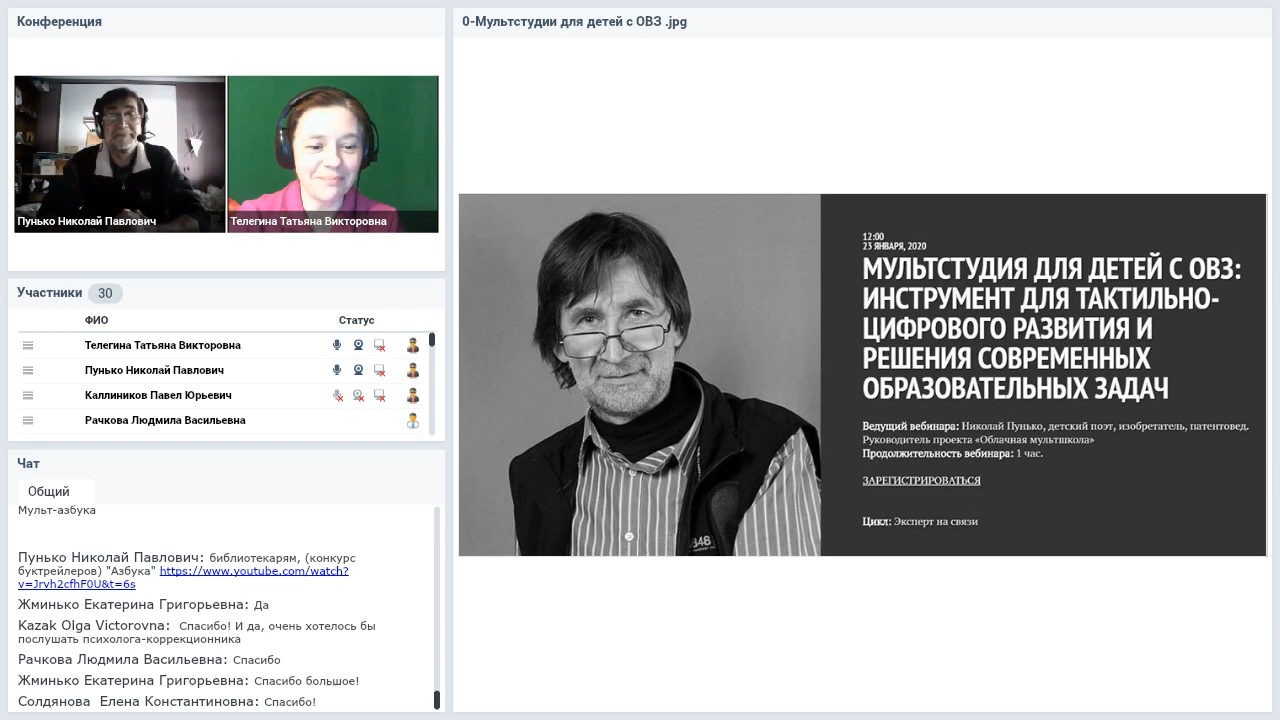 Конференция
Пунько Николай Павлович
Телегина Татьяна Викторовна
Участники 30
ФИО Статус
Телегина Татьяна Викторовна
Пунько Николай Павлович
Каллиников Павел Юрьевич
Рачкова Людмила Васильевна
Чат
Общий
Мульт-азбука
Пунько Николай Павлович: библиотекарям, (конкурс
буктрейлеров) "Азбука" https://www.youtube.com/watch?
v=Jrvh2cfhF0U&t=6s
Жминько Екатерина Григорьевна: Да
Kazak Olga Victorovna: Спасибо! И да, очень хотелось бы
послушать психолога-коррекционника
Рачкова Людмила Васильевна: Спасибо
Жминько Екатерина Григорьевна: Спасибо большое!
Солдянова Елена Константиновна: Спасибо!
0-Мультстудии для детей с ОВЗ .jpg
12:00
23 ЯНВАРЯ, 2020
МУЛЬТСТУДИЯ ДЛЯ ДЕТЕЙ С ОВЗ:
ИНСТРУМЕНТ ДЛЯ ТАКТИЛЬНО-
ЦИФРОВОГО РАЗВИТИЯ И
РЕШЕНИЯ СОВРЕМЕННЫХ
ОБРАЗОВАТЕЛЬНЫХ ЗАДАЧ
Ведущий вебинара: Николай Пунько, детский поэт, изобретатель, патентовед.
Руководитель проекта «Облачная мультшкола»
Продолжительность вебинара: 1 час.
ЗАРЕГИСТРИРОВАТЬСЯ
Цикл: Эксперт на связи
848